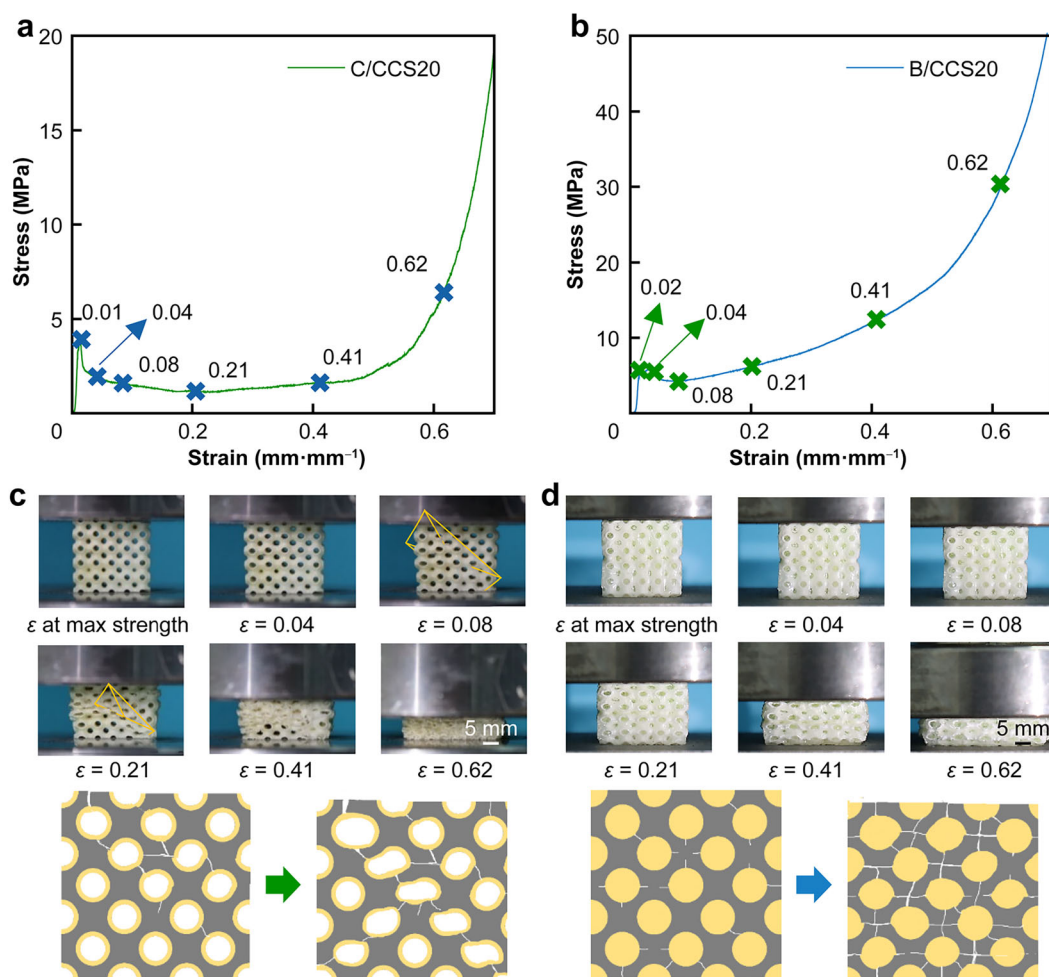 a
20
15
10
5
0
Stress (MPa)
C/CCS20
0.01
0.04
0.08
0.21
0.41
0.62
0.2
0.4
0.6
Strain (mm·mm⁻¹)
b
50
40
30
20
10
0
Stress (MPa)
B/CCS20
0.02
0.04
0.08
0.21
0.41
0.62
0.2
0.4
0.6
Strain (mm·mm⁻¹)
c
ε at max strength
ε = 0.04
ε = 0.08
5 mm
ε = 0.21
ε = 0.41
ε = 0.62
d
ε at max strength
ε = 0.04
ε = 0.08
5 mm
ε = 0.21
ε = 0.41
ε = 0.62